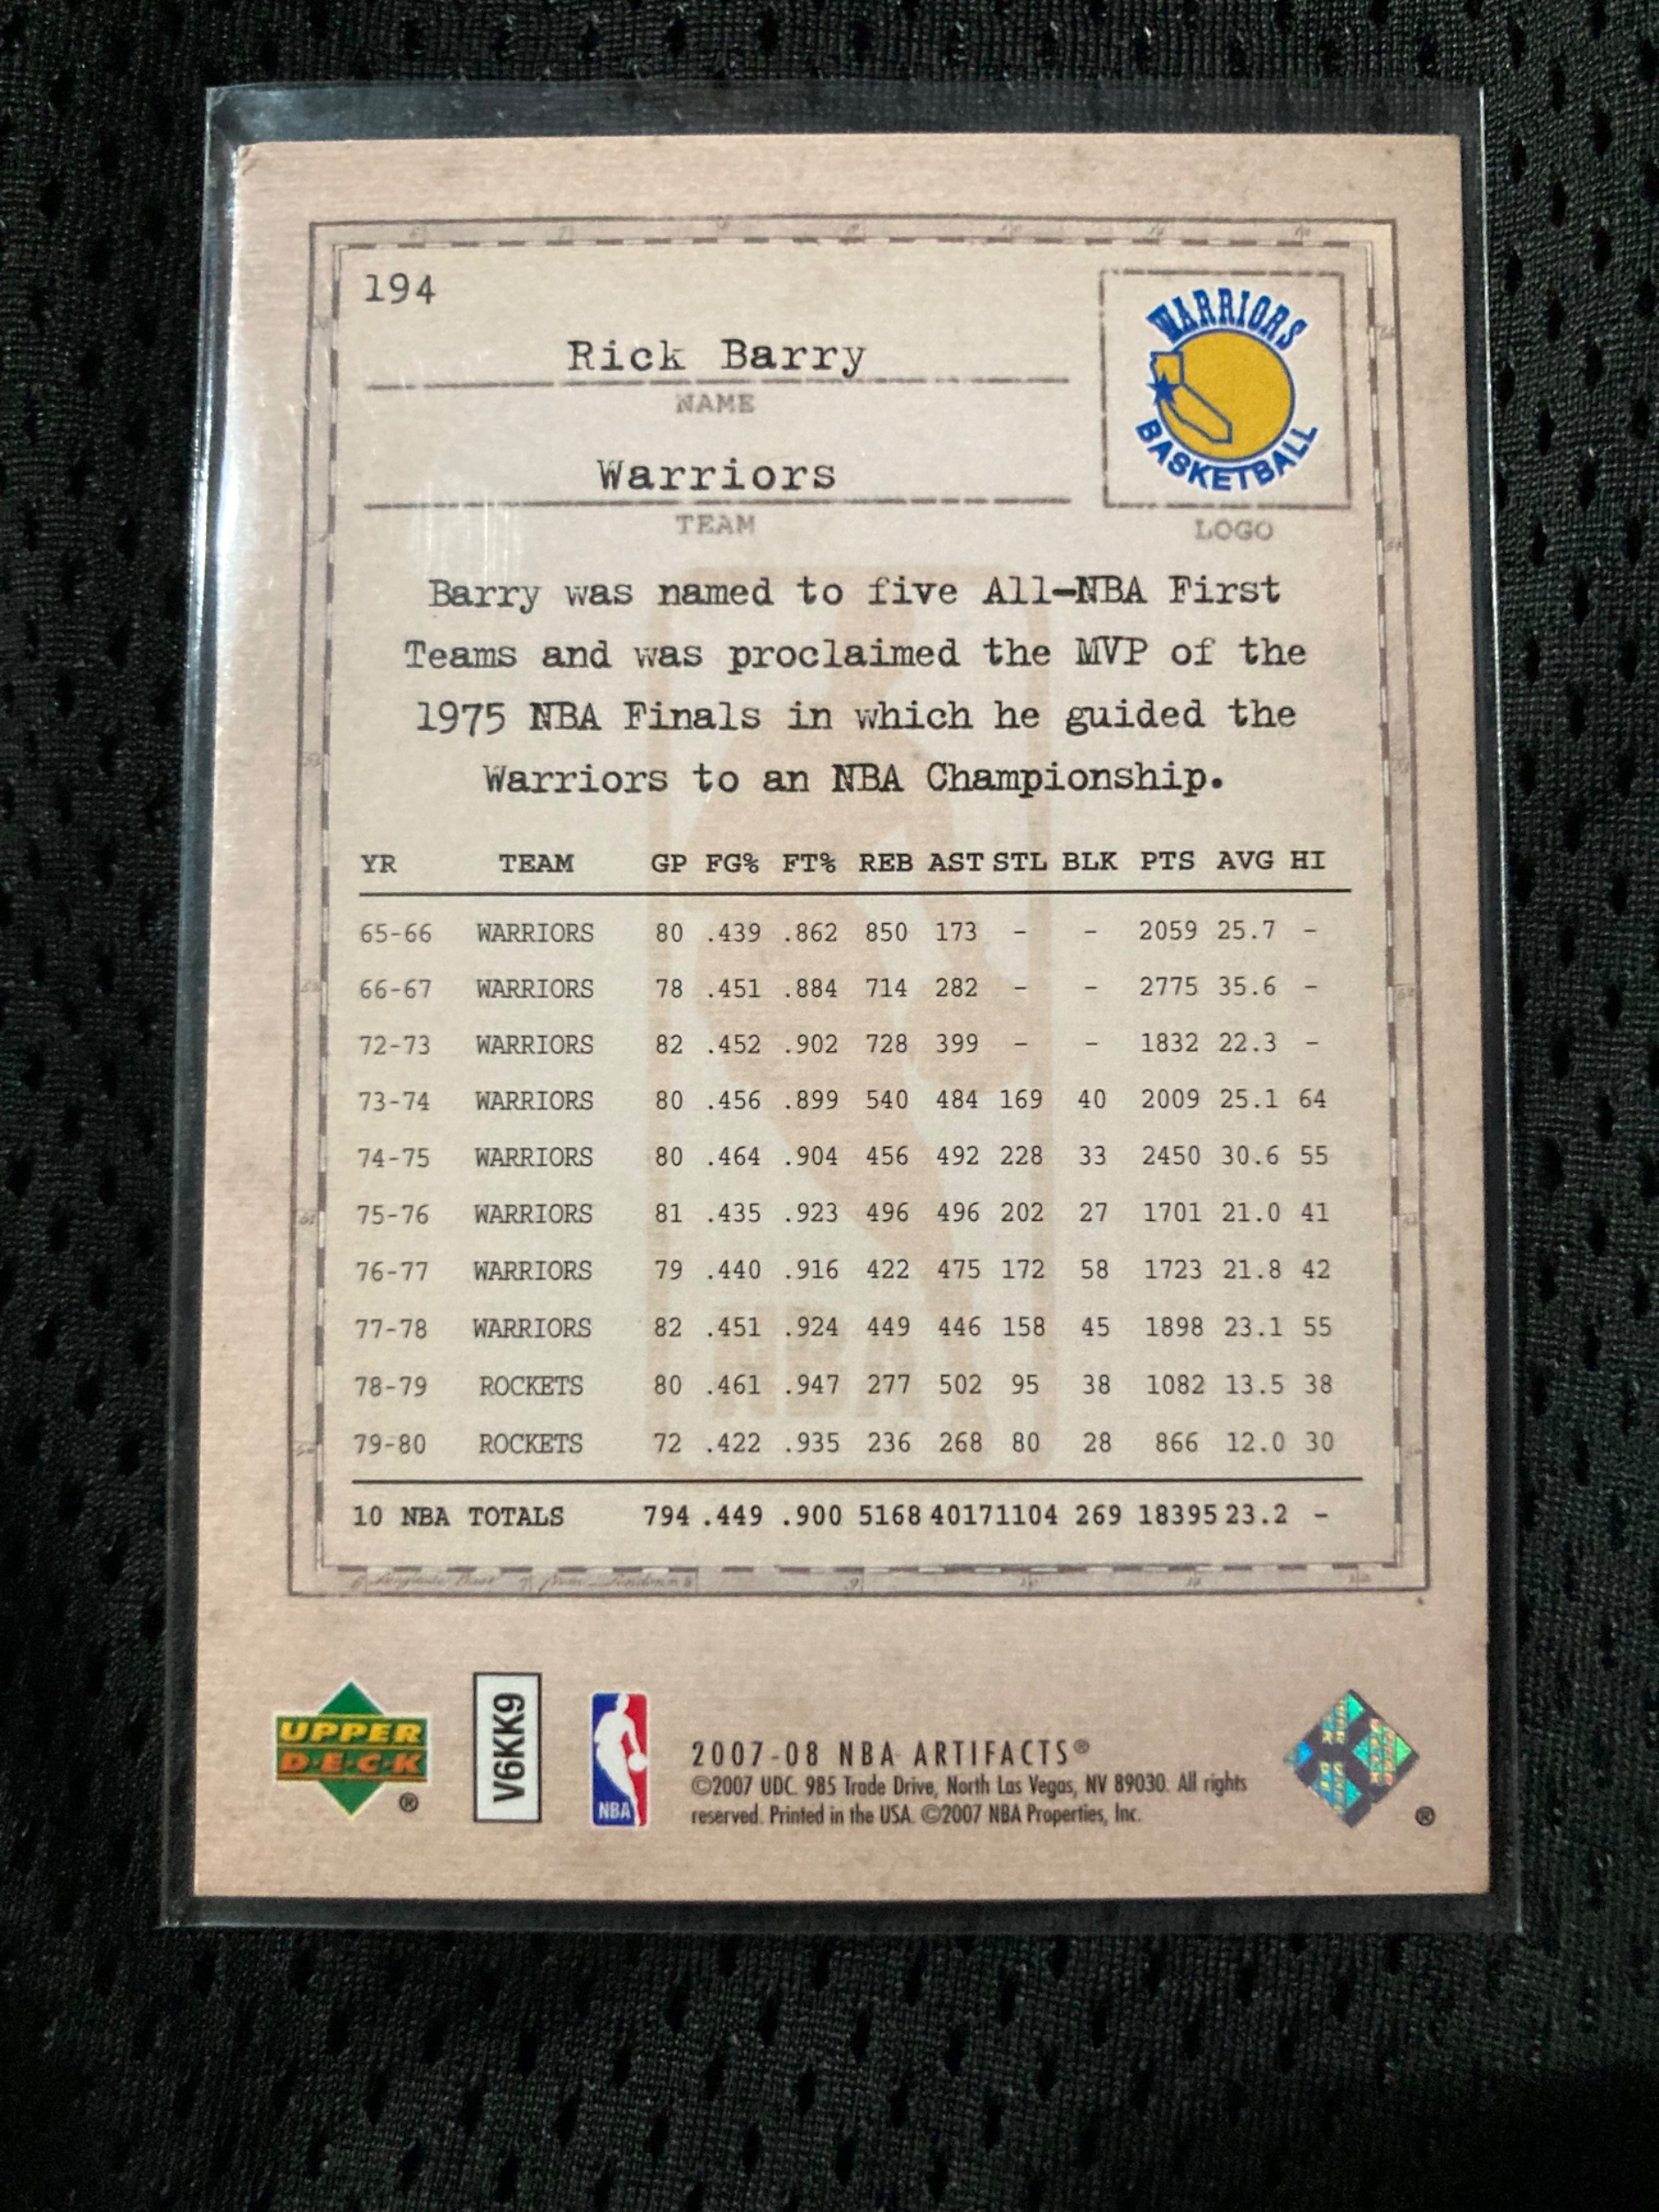 194
Rick Barry
NAME
Warriors
TEAM
WARRIORS
BASKETBALL
LOGO
Barry was named to five All-NBA First
Teams and was proclaimed the MVP of the
1975 NBA Finals in which he guided the
Warriors to an NBA Championship.
YR TEAM GP FG% FT% REB AST STL BLK PTS AVG HI
65-66 WARRIORS 80 .439 .862 850 173 - - 2059 25.7 -
66-67 WARRIORS 78 .451 .884 714 282 - - 2775 35.6 -
72-73 WARRIORS 82 .452 .902 728 399 - - 1832 22.3 -
73-74 WARRIORS 80 .456 .899 540 484 169 40 2009 25.1 64
74-75 WARRIORS 80 .464 .904 456 492 228 33 2450 30.6 55
75-76 WARRIORS 81 .435 .923 496 496 202 27 1701 21.0 41
76-77 WARRIORS 79 .440 .916 422 475 172 58 1723 21.8 42
77-78 WARRIORS 82 .451 .924 449 446 158 45 1898 23.1 55
78-79 ROCKETS 80 .461 .947 277 502 95 38 1082 13.5 38
79-80 ROCKETS 72 .422 .935 236 268 80 28 866 12.0 30
10 NBA TOTALS 794 .449 .900 5168 4017 1104 269 18395 23.2 -
UPPER
D·E·C·K
®
V6KK9
NBA
2007-08 NBA ARTIFACTS®
©2007 UDC. 985 Trade Drive, North Las Vegas, NV 89030. All rights
reserved. Printed in the USA. ©2007 NBA Properties, Inc.
®